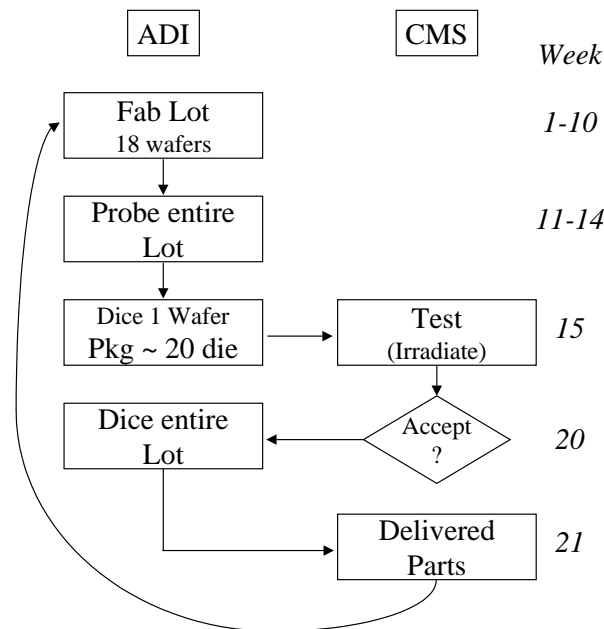 ADI
CMS
Week
Fab Lot
18 wafers
1-10
Probe entire
Lot
11-14
Dice 1 Wafer
Pkg ~ 20 die
Test
(Irradiate)
15
Dice entire
Lot
Accept
?
20
Delivered
Parts
21